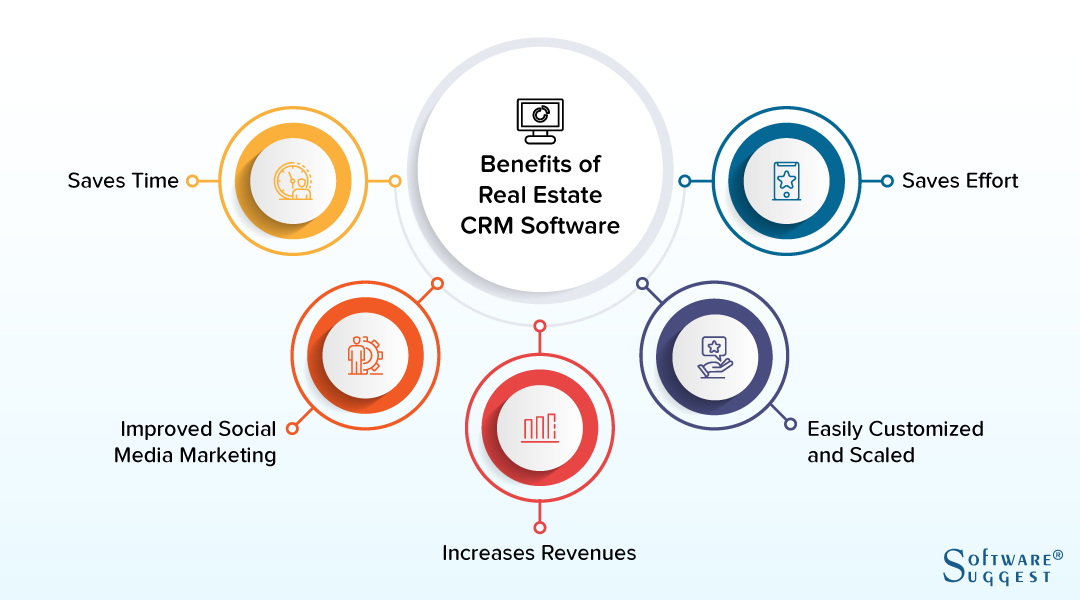 Benefits of
Real Estate
CRM Software
Saves Time
Saves Effort
Improved Social
Media Marketing
Easily Customized
and Scaled
Increases Revenues
Software®
Suggest